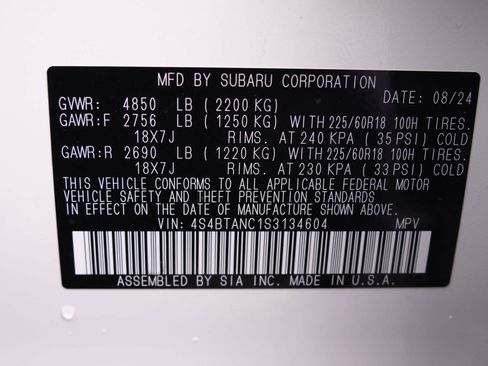 MFD BY SUBARU CORPORATION
DATE: 08/24
GVWR: 4850 LB (2200 KG)
GAWR:F 2756 LB (1250 KG) WITH 225/60R18 100H TIRES.
18X7J RIMS. AT 240 KPA (35 PSI) COLD
GAWR:R 2690 LB (1220 KG) WITH 225/60R18 100H TIRES.
18X7J RIMS. AT 230 KPA (33 PSI) COLD
THIS VEHICLE CONFORMS TO ALL APPLICABLE FEDERAL MOTOR
VEHICLE SAFETY AND THEFT PREVENTION STANDARDS
IN EFFECT ON THE DATE OF MANUFACTURE SHOWN ABOVE.
VIN: 4S4BTANC1S3134604 MPV
ASSEMBLED BY SIA INC. MADE IN U.S.A.